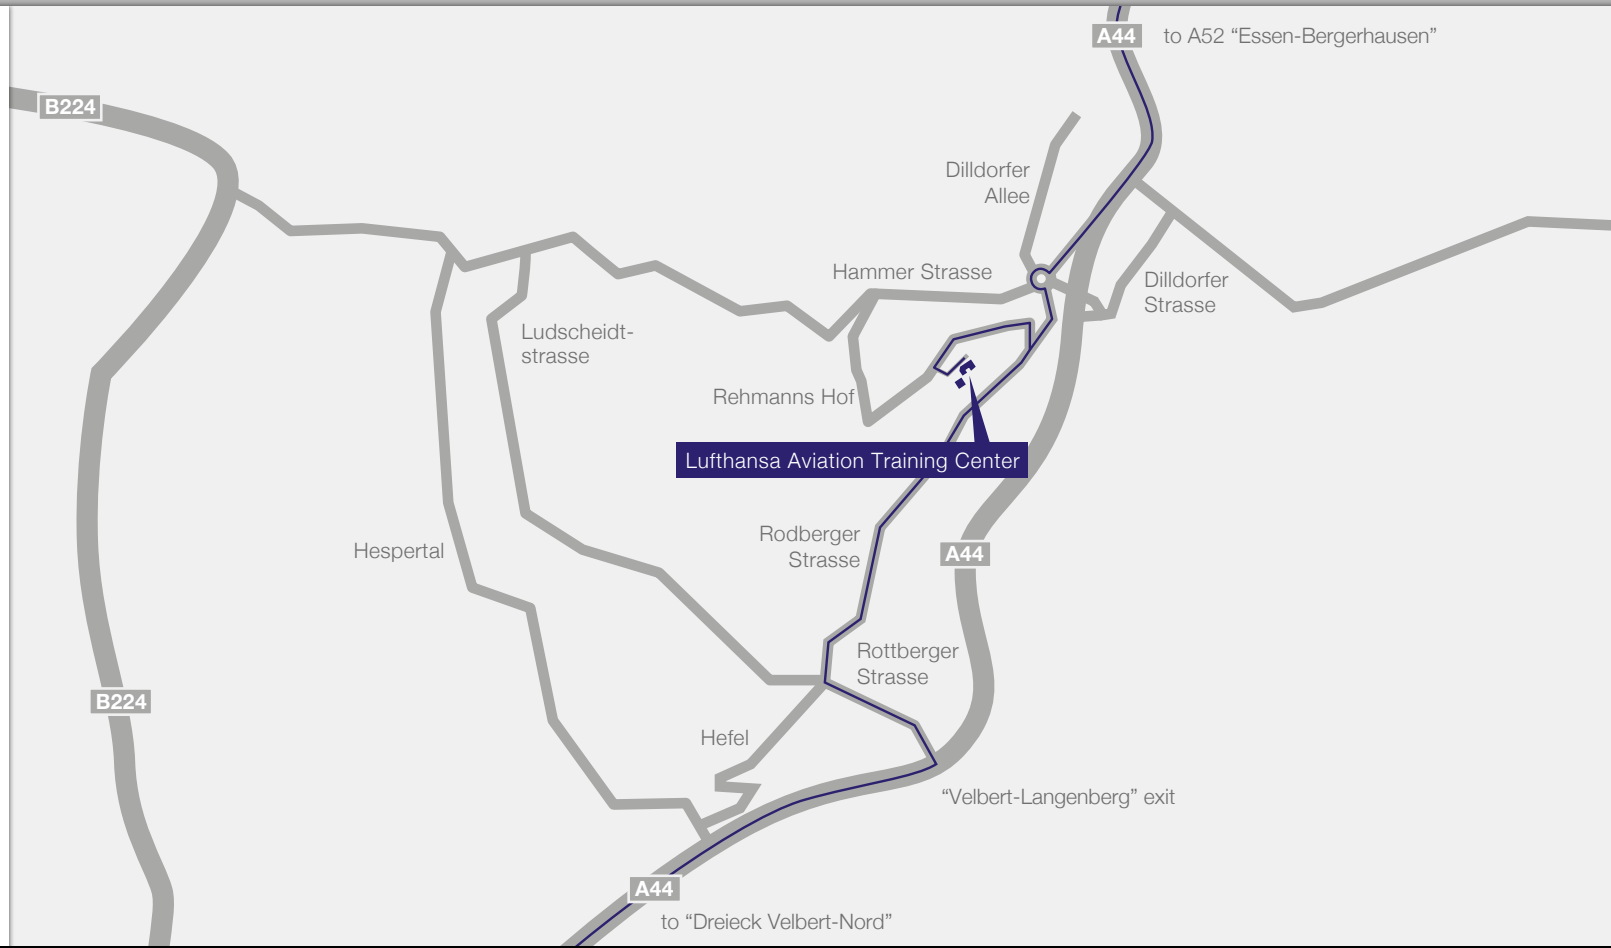 A44
to A52 “Essen-Bergerhausen”
B224
Dilldorfer
Allee
Hammer Strasse
Dilldorfer
Strasse
Ludscheidt-
strasse
Rehmanns Hof
Lufthansa Aviation Training Center
Rodberger
Strasse
Hespertal
A44
Rottberger
Strasse
B224
Hefel
“Velbert-Langenberg” exit
A44
to “Dreieck Velbert-Nord”